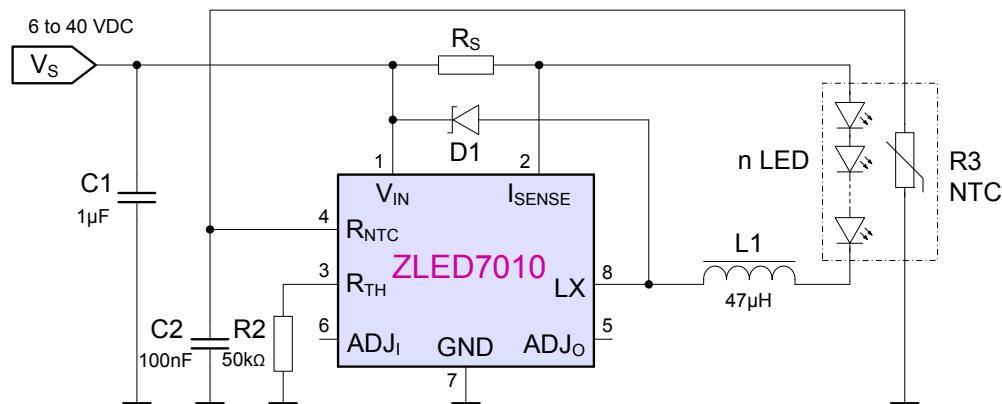 6 to 40 VDC
VS
RS
D1
1
2
VIN
ISENSE
C1
1µF
4
RNTC
3
RTH
ZLED7010
8
LX
L1
47µH
n LED
R3
NTC
C2
100nF
R2
50kΩ
6
ADJI
GND
ADJO
5
7